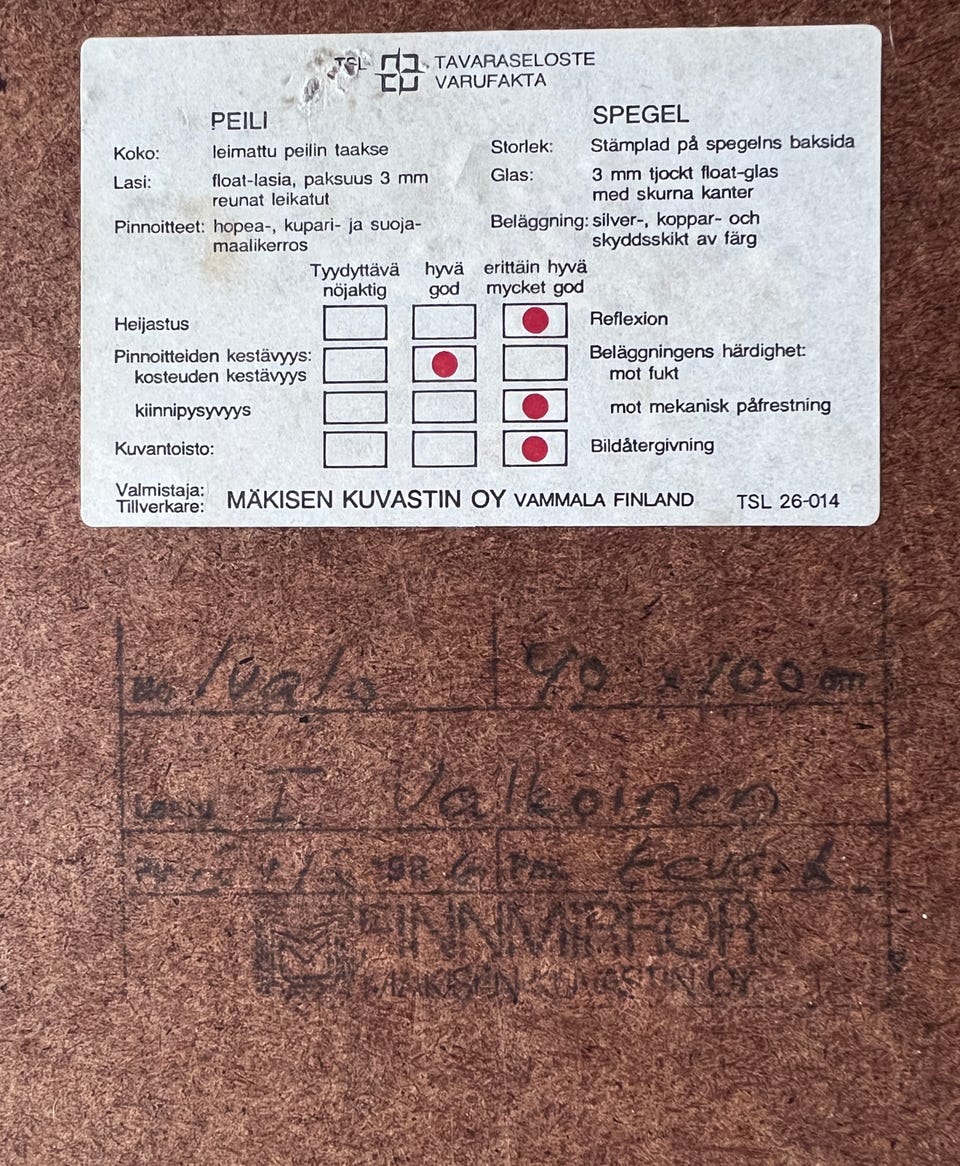 TSL TAVARASELOSTE
VARUFAKTA
PEILI
Koko: leimattu peilin taakse
Lasi: float-lasia, paksuus 3 mm
reunat leikatut
Pinnoitteet: hopea-, kupari- ja suoja-
maalikerros
SPEGEL
Storlek: Stämplad på spegelns baksida
Glas: 3 mm tjockt float-glas
med skurna kanter
Beläggning: silver-, koppar- och
skyddsskikt av färg
Tyydyttävä hyvä erittäin hyvä
nöjaktig god mycket god
Heijastus Reflexion
Pinnoitteiden kestävyys: Beläggningens härdighet:
kosteuden kestävyys mot fukt
kiinnipysyvyys mot mekanisk påfrestning
Kuvantoisto: Bildåtergivning
Valmistaja:
Tillverkare: MÄKISEN KUVASTIN OY VAMMALA FINLAND TSL 26-014
No Ivalo 40 x 100 cm
I Valkoinen
FINNMIRROR
MÄKISEN KUVASTIN OY